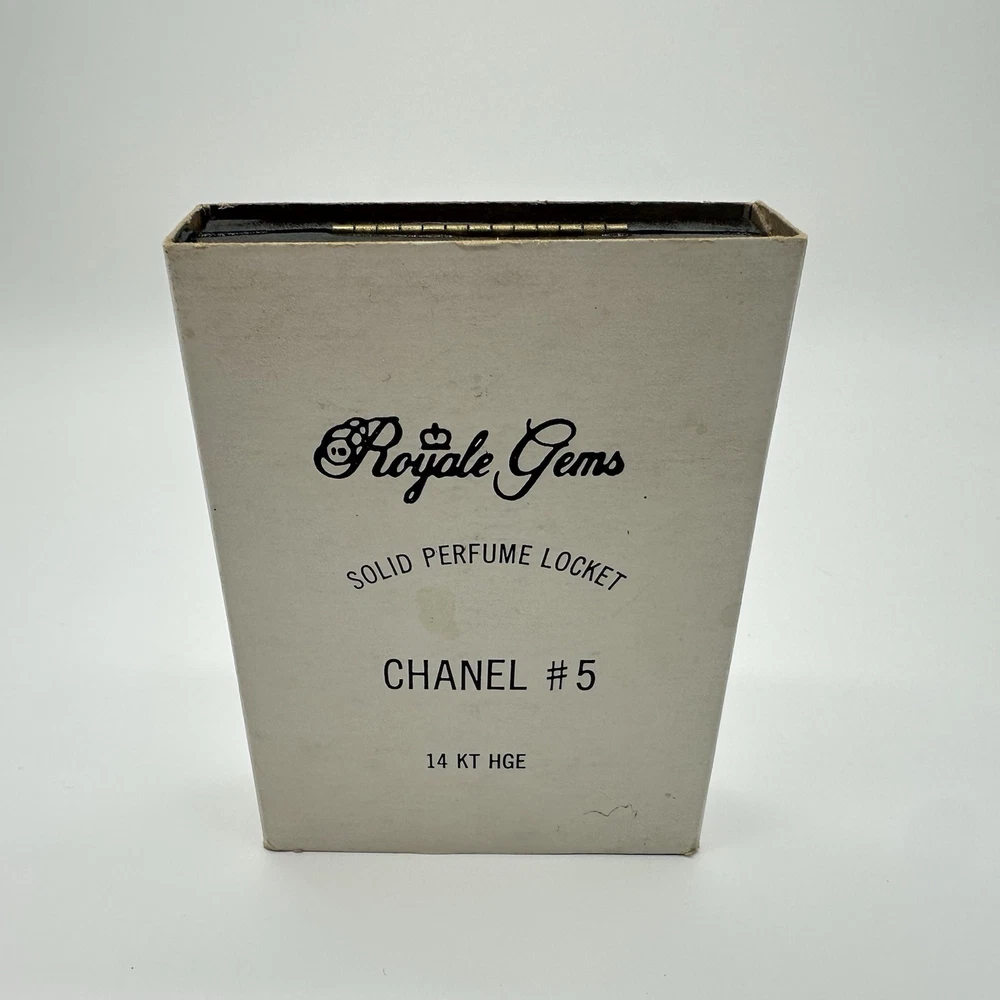 Royale Gems
SOLID PERFUME LOCKET
CHANEL #5
14 KT HGE